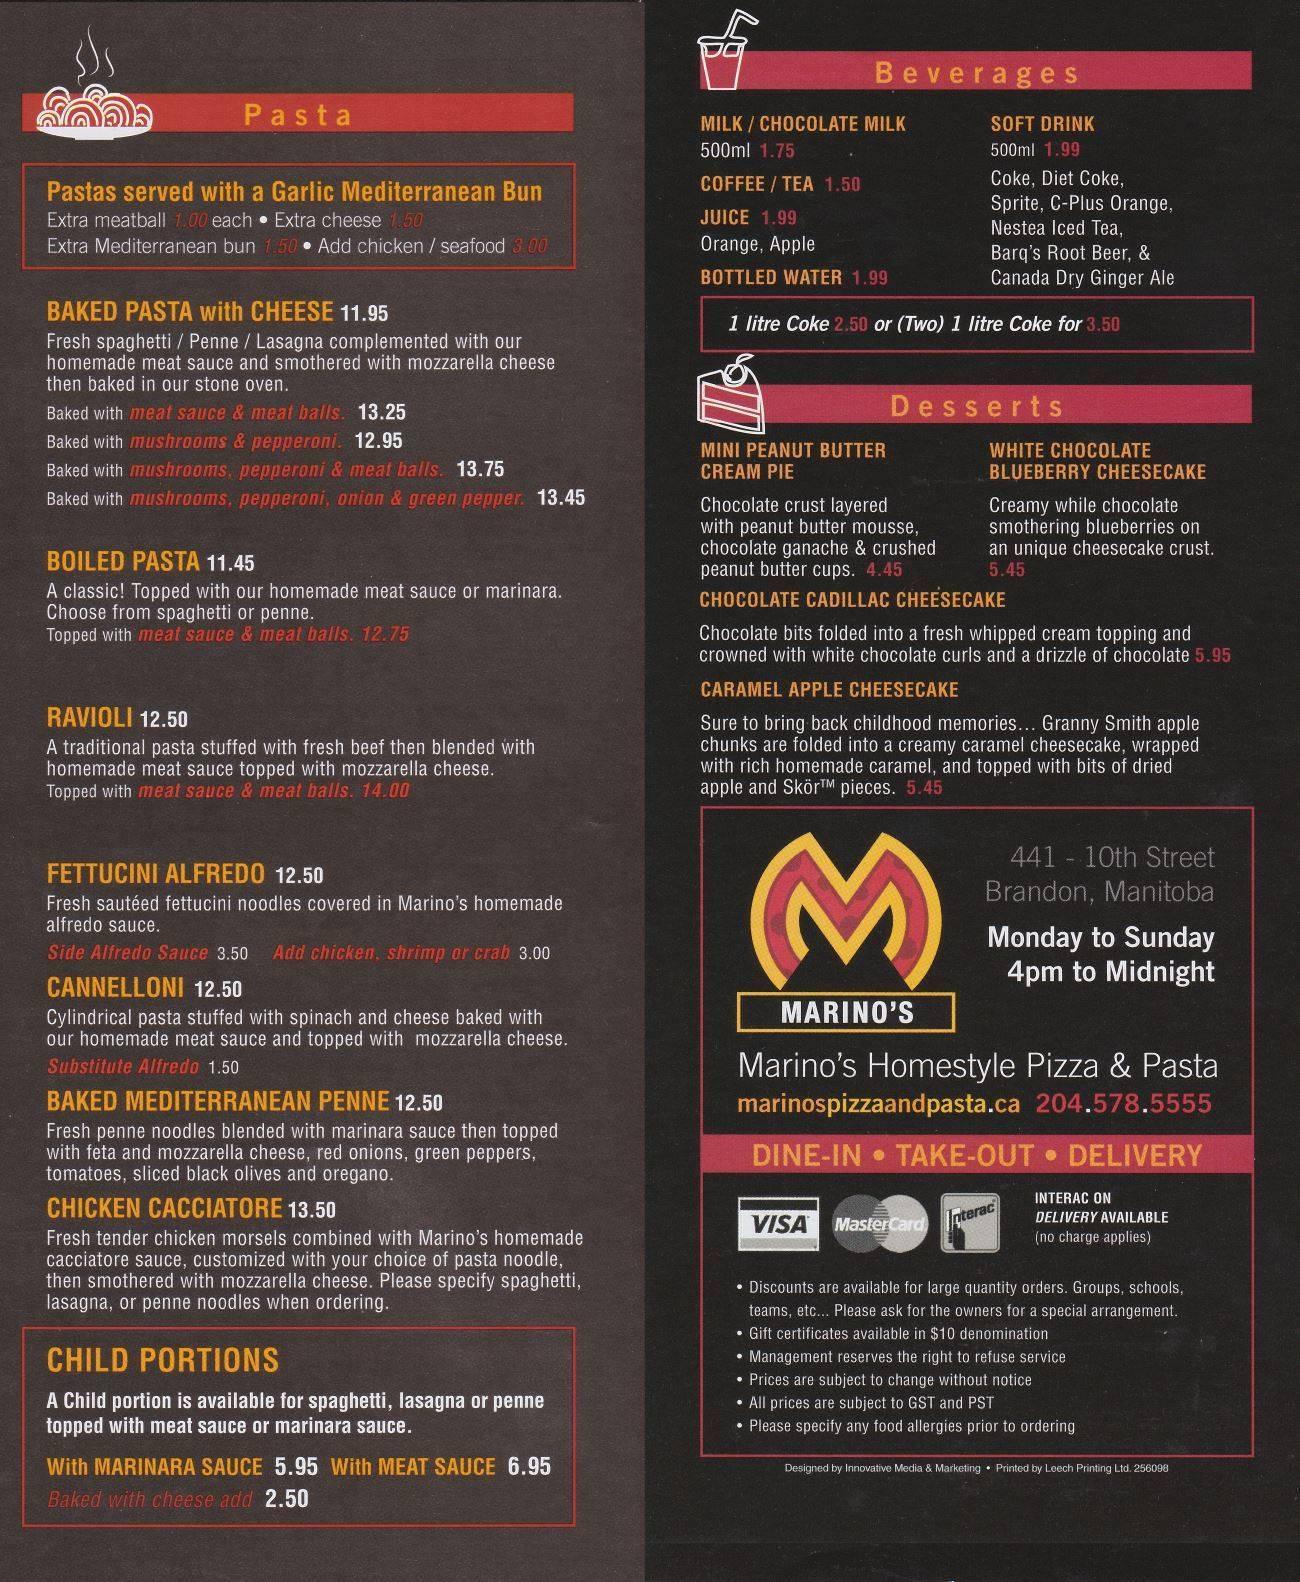 Pasta
Pastas served with a Garlic Mediterranean Bun
Extra meatball 1.00 each • Extra cheese 1.50
Extra Mediterranean bun 1.50 • Add chicken / seafood 3.00
BAKED PASTA with CHEESE 11.95
Fresh spaghetti / Penne / Lasagna complemented with our
homemade meat sauce and smothered with mozzarella cheese
then baked in our stone oven.
Baked with meat sauce & meat balls. 13.25
Baked with mushrooms & pepperoni. 12.95
Baked with mushrooms, pepperoni & meat balls. 13.75
Baked with mushrooms, pepperoni, onion & green pepper. 13.45
BOILED PASTA 11.45
A classic! Topped with our homemade meat sauce or marinara.
Choose from spaghetti or penne.
Topped with meat sauce & meat balls. 12.75
RAVIOLI 12.50
A traditional pasta stuffed with fresh beef then blended with
homemade meat sauce topped with mozzarella cheese.
Topped with meat sauce & meat balls. 14.00
FETTUCINI ALFREDO 12.50
Fresh sautéed fettucini noodles covered in Marino's homemade
alfredo sauce.
Side Alfredo Sauce 3.50 Add chicken, shrimp or crab 3.00
CANNELLONI 12.50
Cylindrical pasta stuffed with spinach and cheese baked with
our homemade meat sauce and topped with mozzarella cheese.
Substitute Alfredo 1.50
BAKED MEDITERRANEAN PENNE 12.50
Fresh penne noodles blended with marinara sauce then topped
with feta and mozzarella cheese, red onions, green peppers,
tomatoes, sliced black olives and oregano.
CHICKEN CACCIATORE 13.50
Fresh tender chicken morsels combined with Marino's homemade
cacciatore sauce, customized with your choice of pasta noodle,
then smothered with mozzarella cheese. Please specify spaghetti,
lasagna, or penne noodles when ordering.
CHILD PORTIONS
A Child portion is available for spaghetti, lasagna or penne
topped with meat sauce or marinara sauce.
With MARINARA SAUCE 5.95 With MEAT SAUCE 6.95
Baked with cheese add 2.50
Beverages
MILK / CHOCOLATE MILK
500ml 1.75
COFFEE / TEA 1.50
JUICE 1.99
Orange, Apple
BOTTLED WATER 1.99
SOFT DRINK
500ml 1.99
Coke, Diet Coke,
Sprite, C-Plus Orange,
Nestea Iced Tea,
Barq's Root Beer, &
Canada Dry Ginger Ale
1 litre Coke 2.50 or (Two) 1 litre Coke for 3.50
Desserts
MINI PEANUT BUTTER
CREAM PIE
Chocolate crust layered
with peanut butter mousse,
chocolate ganache & crushed
peanut butter cups. 4.45
WHITE CHOCOLATE
BLUEBERRY CHEESECAKE
Creamy while chocolate
smothering blueberries on
an unique cheesecake crust.
5.45
CHOCOLATE CADILLAC CHEESECAKE
Chocolate bits folded into a fresh whipped cream topping and
crowned with white chocolate curls and a drizzle of chocolate 5.95
CARAMEL APPLE CHEESECAKE
Sure to bring back childhood memories... Granny Smith apple
chunks are folded into a creamy caramel cheesecake, wrapped
with rich homemade caramel, and topped with bits of dried
apple and Skör™ pieces. 5.45
MARINO'S
441 - 10th Street
Brandon, Manitoba
Monday to Sunday
4pm to Midnight
Marino's Homestyle Pizza & Pasta
marinospizzaandpasta.ca 204.578.5555
DINE-IN • TAKE-OUT • DELIVERY
VISA MasterCard Interac
INTERAC ON
DELIVERY AVAILABLE
(no charge applies)
• Discounts are available for large quantity orders. Groups, schools,
teams, etc... Please ask for the owners for a special arrangement.
• Gift certificates available in $10 denomination
• Management reserves the right to refuse service
• Prices are subject to change without notice
• All prices are subject to GST and PST
• Please specify any food allergies prior to ordering
Designed by Innovative Media & Marketing • Printed by Leech Printing Ltd. 256098